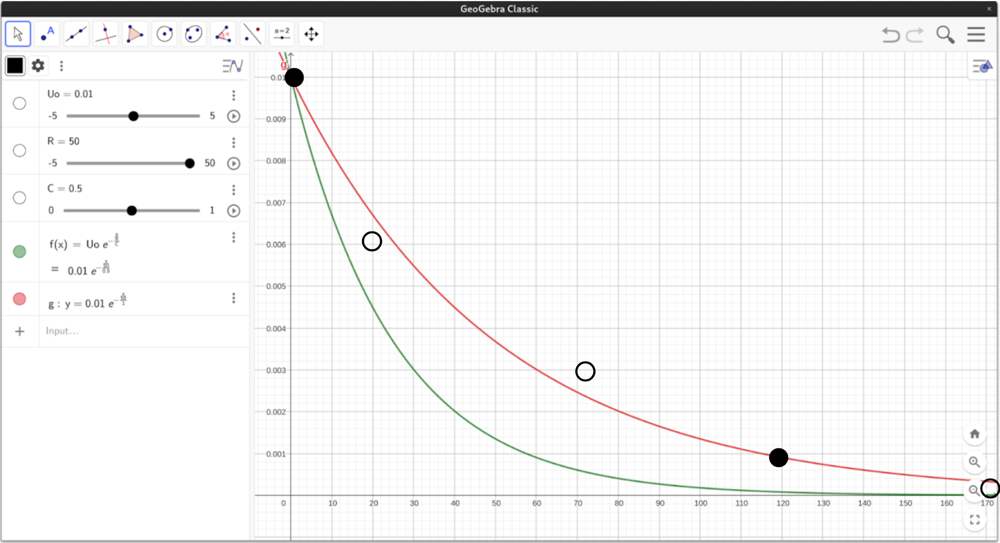 GeoGebra Classic
×
A
α
a=2
Uo = 0.01
-5 5
R = 50
-5 50
C = 0.5
0 1
f(x) = Uo e^{-\frac{\frac{x}{R}}{C}}
= 0.01 e^{-\frac{\frac{x}{50}}{0.5}}
g : y = 0.01 e^{-\frac{\frac{x}{50}}{1}}
+ Input...
g
0.01
0.009
0.008
0.007
0.006
0.005
0.004
0.003
0.002
0.001
0 10 20 30 40 50 60 70 80 90 100 110 120 130 140 150 160 170